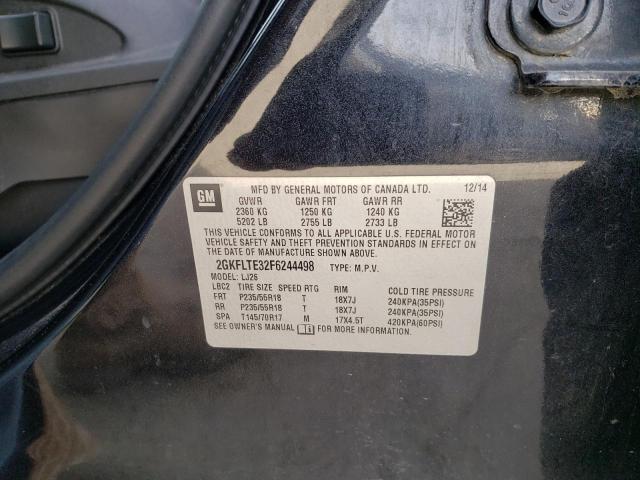 GM
MFD BY GENERAL MOTORS OF CANADA LTD. 12/14
GVWR GAWR FRT GAWR RR
2360 KG 1250 KG 1240 KG
5202 LB 2755 LB 2733 LB
THIS VEHICLE CONFORMS TO ALL APPLICABLE U.S. FEDERAL MOTOR
VEHICLE SAFETY AND THEFT PREVENTION STANDARDS IN EFFECT ON
THE DATE OF MANUFACTURE SHOWN ABOVE.
2GKFLTE32F6244498 TYPE: M.P.V.
MODEL: LJ26
LBC2 TIRE SIZE SPEED RTG RIM COLD TIRE PRESSURE
FRT P235/55R18 T 18X7J 240KPA(35PSI)
RR P235/55R18 T 18X7J 240KPA(35PSI)
SPA T145/70R17 M 17X4.5T 420KPA(60PSI)
SEE OWNER'S MANUAL